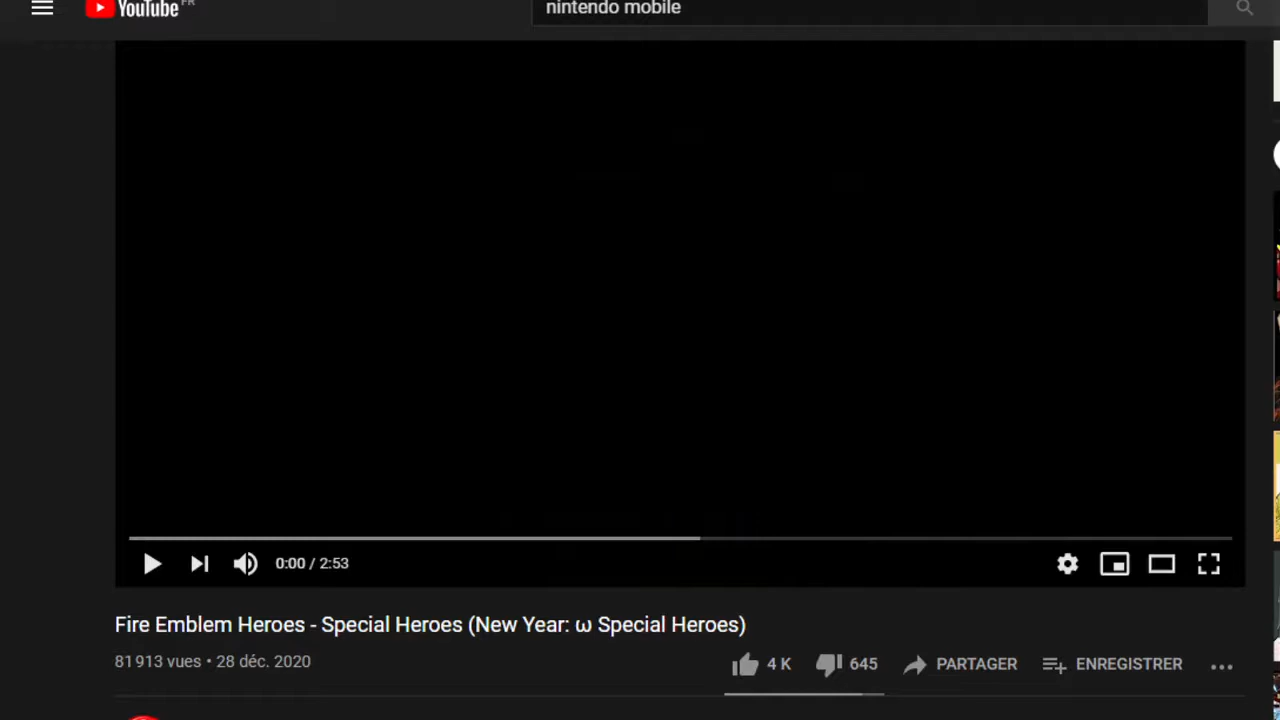 YouTube FR
nintendo mobile
0:00 / 2:53
Fire Emblem Heroes - Special Heroes (New Year: ω Special Heroes)
81 913 vues • 28 déc. 2020
4 K 645 PARTAGER ENREGISTRER